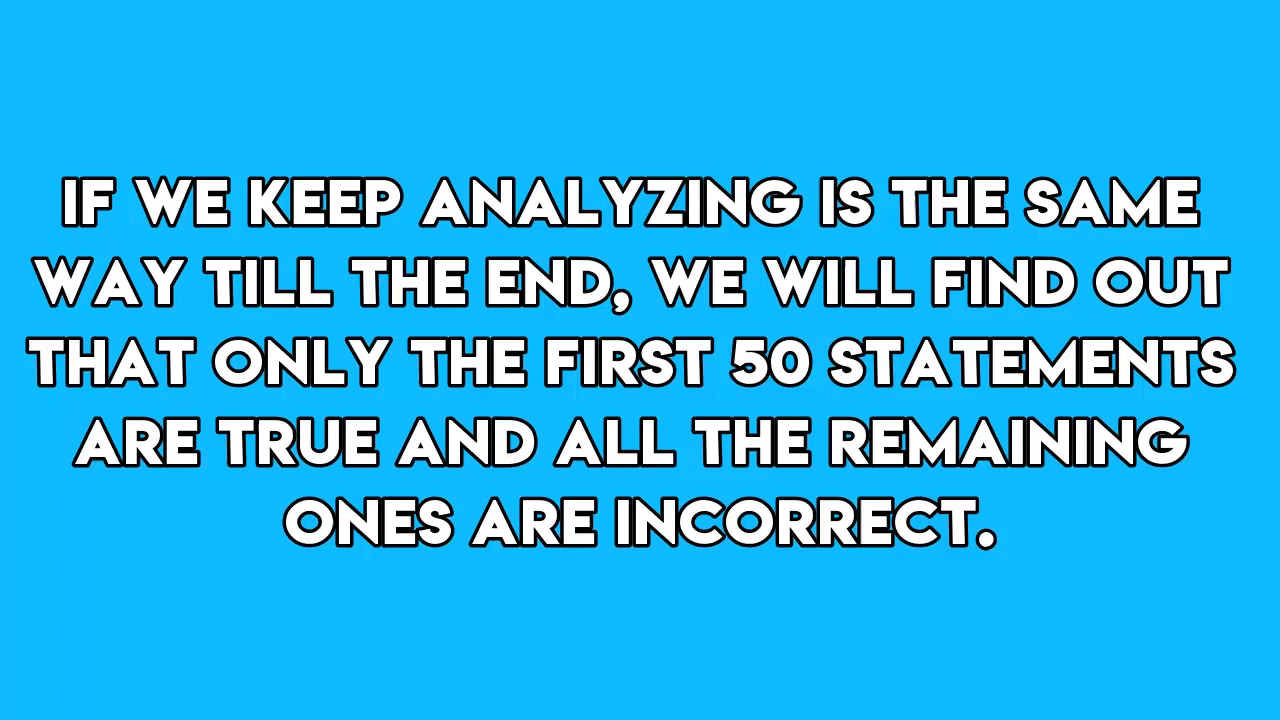 IF WE KEEP ANALYZING IS THE SAME
WAY TILL THE END, WE WILL FIND OUT
THAT ONLY THE FIRST 50 STATEMENTS
ARE TRUE AND ALL THE REMAINING
ONES ARE INCORRECT.